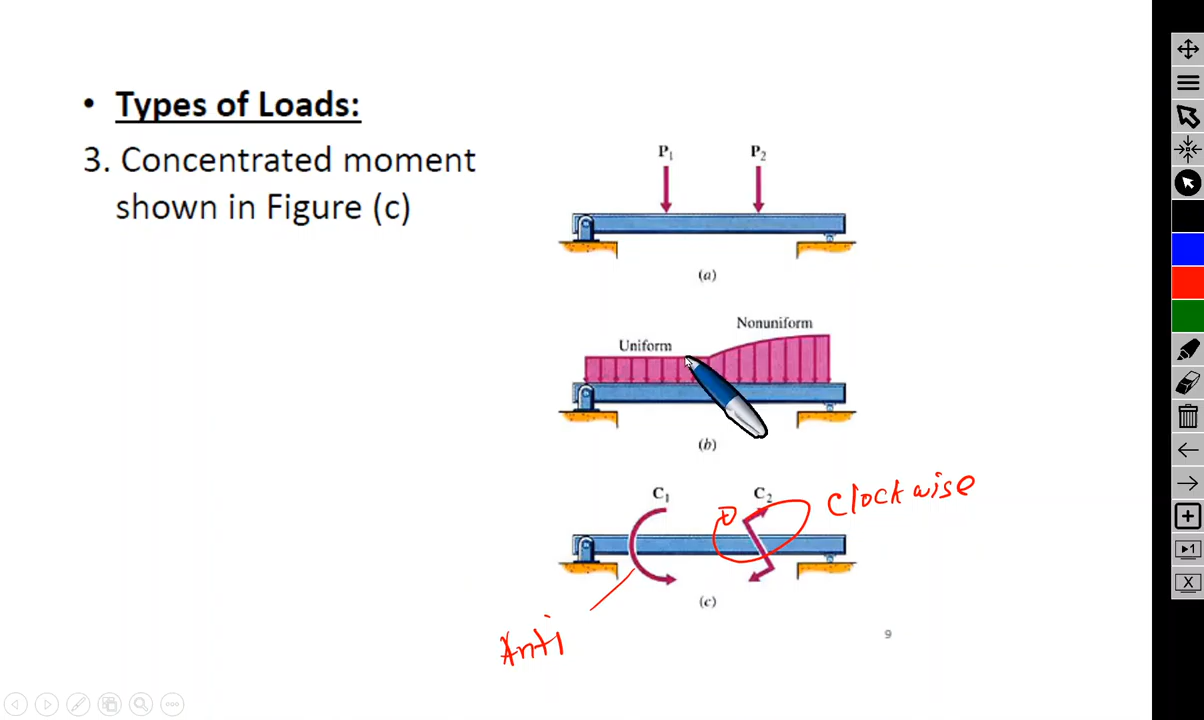 • Types of Loads:
3. Concentrated moment
shown in Figure (c)
P₁ P₂
(a)
Nonuniform
Uniform
(b)
C₁ C₂ Clockwise
(c)
Anti
9